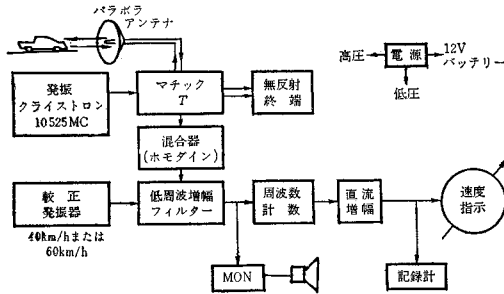 パラボラ
アンテナ
発振
クライストロン
10525MC
マチック
T
無反射
終端
高圧
電源
12V
バッテリー
低圧
混合器
(ホモダイン)
較正
発振器
40km/hまたは
60km/h
低周波増幅
フィルター
周波数
計数
直流
増幅
速度
指示
MON
記録計